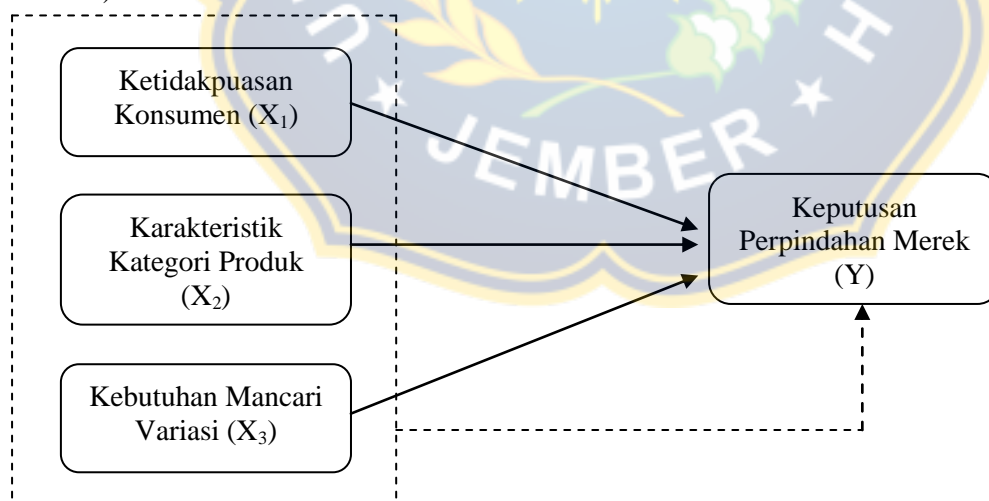 Ketidakpuasan
Konsumen (X₁)
Karakteristik
Kategori Produk
(X₂)
Kebutuhan Mancari
Variasi (X₃)
Keputusan
Perpindahan Merek
(Y)
U ★ JEMBER ★ H